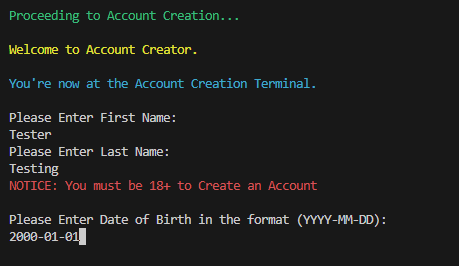 Proceeding to Account Creation...
Welcome to Account Creator.
You're now at the Account Creation Terminal.
Please Enter First Name:
Tester
Please Enter Last Name:
Testing
NOTICE: You must be 18+ to Create an Account
Please Enter Date of Birth in the format (YYYY-MM-DD):
2000-01-01